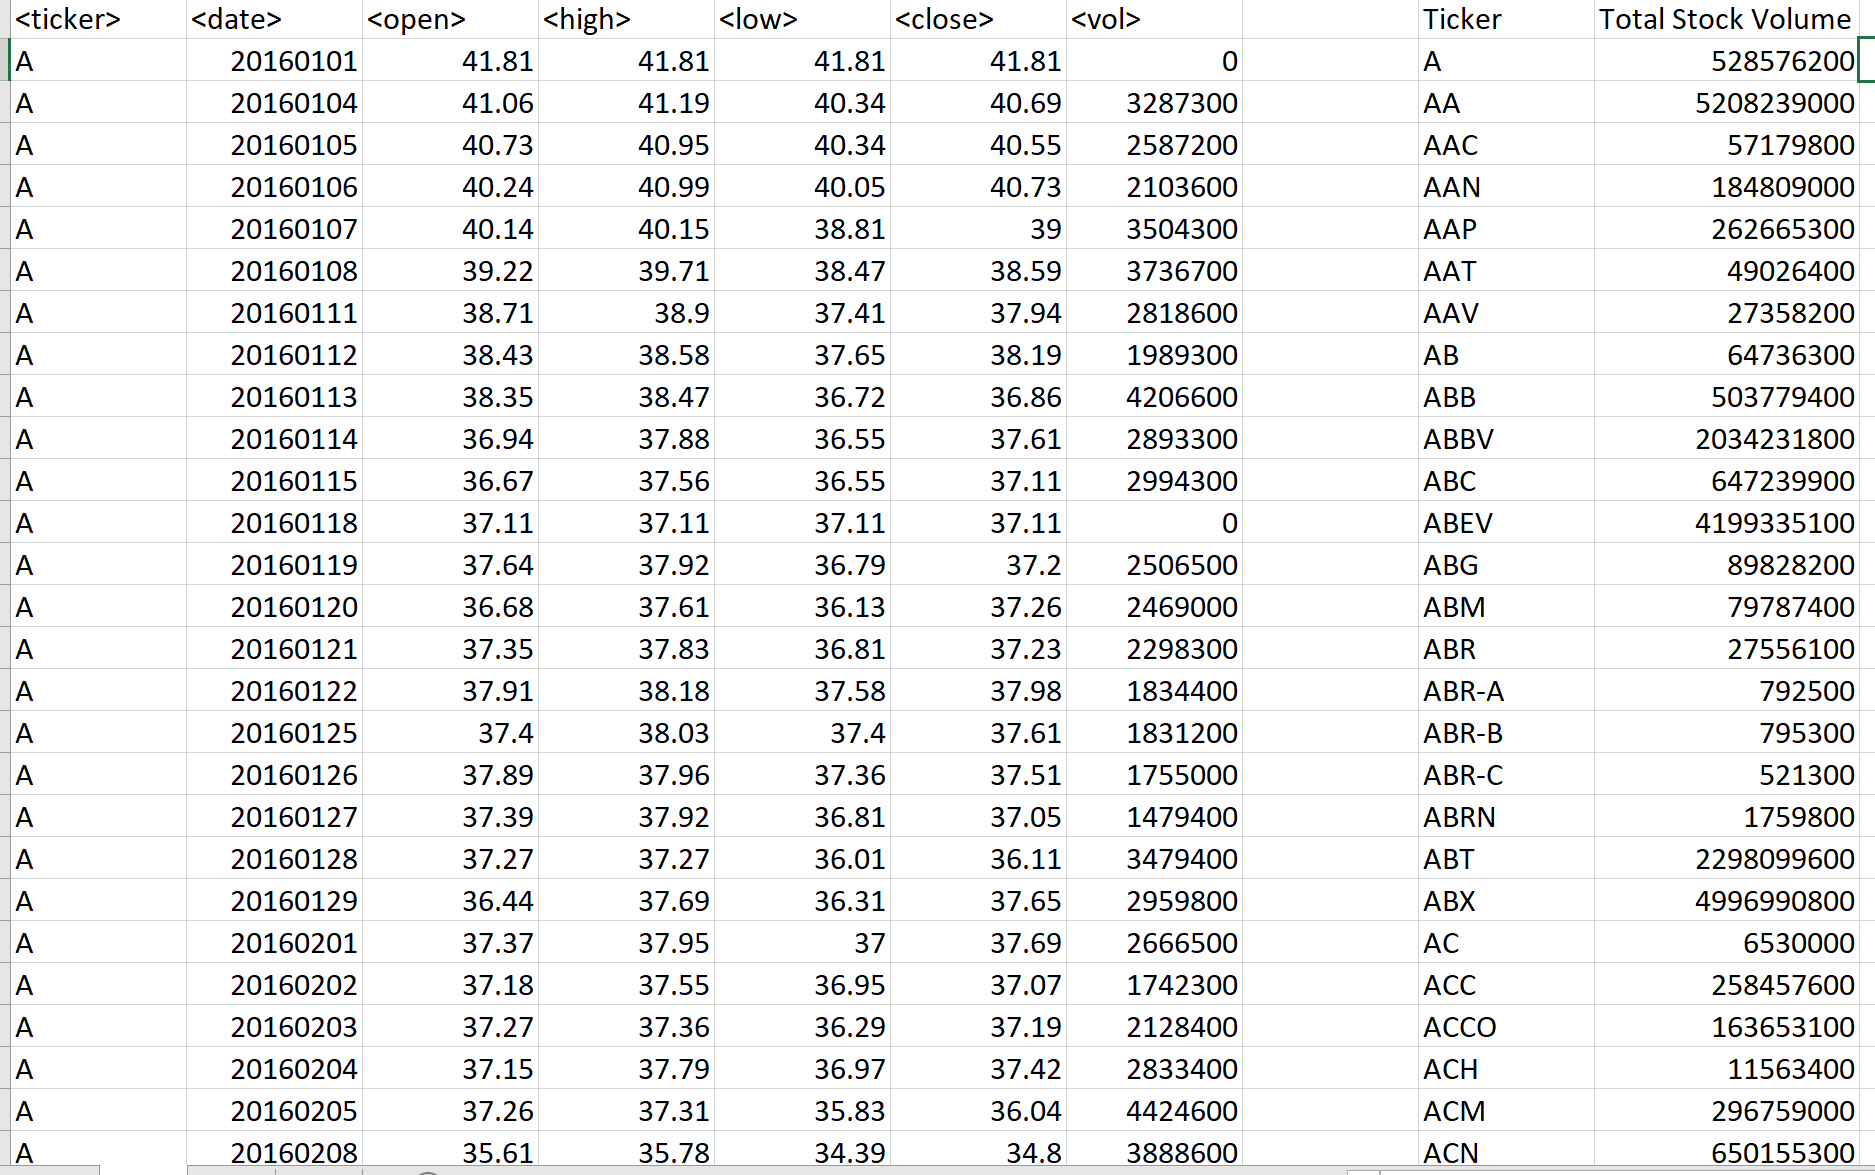 <ticker> <date> <open> <high> <low> <close> <vol> Ticker Total Stock Volume
A 20160101 41.81 41.81 41.81 41.81 0 A 528576200
A 20160104 41.06 41.19 40.34 40.69 3287300 AA 5208239000
A 20160105 40.73 40.95 40.34 40.55 2587200 AAC 57179800
A 20160106 40.24 40.99 40.05 40.73 2103600 AAN 184809000
A 20160107 40.14 40.15 38.81 39 3504300 AAP 262665300
A 20160108 39.22 39.71 38.47 38.59 3736700 AAT 49026400
A 20160111 38.71 38.9 37.41 37.94 2818600 AAV 27358200
A 20160112 38.43 38.58 37.65 38.19 1989300 AB 64736300
A 20160113 38.35 38.47 36.72 36.86 4206600 ABB 503779400
A 20160114 36.94 37.88 36.55 37.61 2893300 ABBV 2034231800
A 20160115 36.67 37.56 36.55 37.11 2994300 ABC 647239900
A 20160118 37.11 37.11 37.11 37.11 0 ABEV 4199335100
A 20160119 37.64 37.92 36.79 37.2 2506500 ABG 89828200
A 20160120 36.68 37.61 36.13 37.26 2469000 ABM 79787400
A 20160121 37.35 37.83 36.81 37.23 2298300 ABR 27556100
A 20160122 37.91 38.18 37.58 37.98 1834400 ABR-A 792500
A 20160125 37.4 38.03 37.4 37.61 1831200 ABR-B 795300
A 20160126 37.89 37.96 37.36 37.51 1755000 ABR-C 521300
A 20160127 37.39 37.92 36.81 37.05 1479400 ABRN 1759800
A 20160128 37.27 37.27 36.01 36.11 3479400 ABT 2298099600
A 20160129 36.44 37.69 36.31 37.65 2959800 ABX 4996990800
A 20160201 37.37 37.95 37 37.69 2666500 AC 6530000
A 20160202 37.18 37.55 36.95 37.07 1742300 ACC 258457600
A 20160203 37.27 37.36 36.29 37.19 2128400 ACCO 163653100
A 20160204 37.15 37.79 36.97 37.42 2833400 ACH 11563400
A 20160205 37.26 37.31 35.83 36.04 4424600 ACM 296759000
A 20160208 35.61 35.78 34.39 34.8 3888600 ACN 650155300